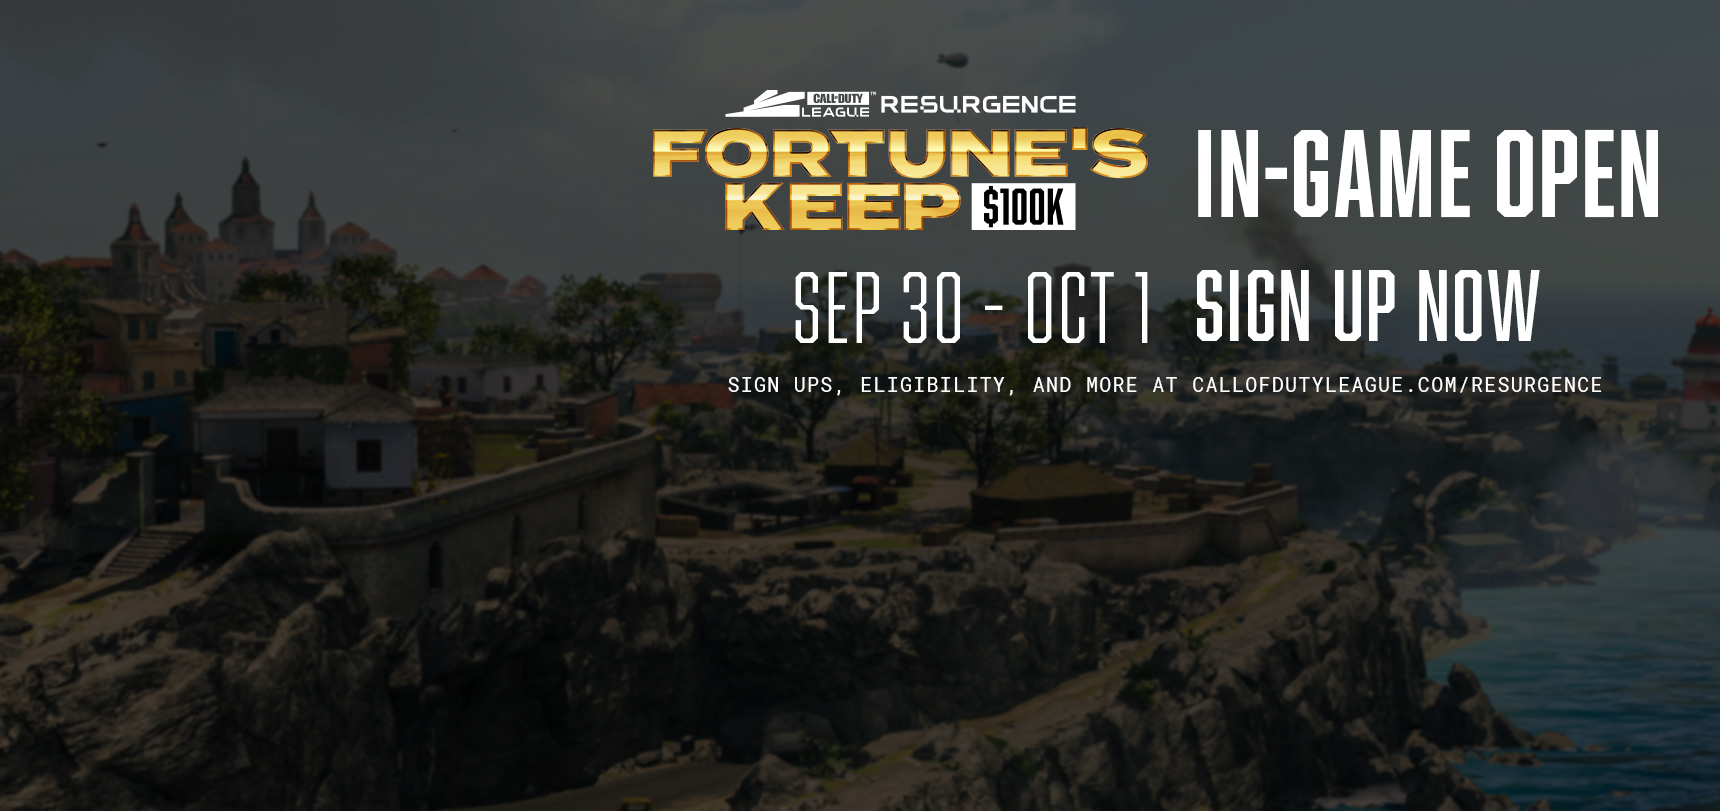 CALL OF DUTY
LEAGUE™ RESURGENCE
FORTUNE'S
KEEP $100K
IN-GAME OPEN
SEP 30 - OCT 1
SIGN UP NOW
SIGN UPS, ELIGIBILITY, AND MORE AT CALLOFDUTYLEAGUE.COM/RESURGENCE